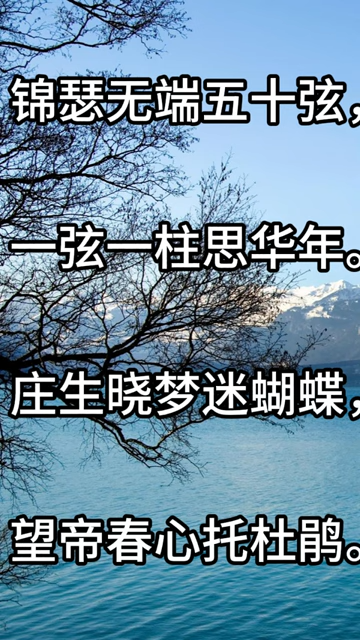 锦瑟无端五十弦，
一弦一柱思华年。
庄生晓梦迷蝴蝶，
望帝春心托杜鹃。